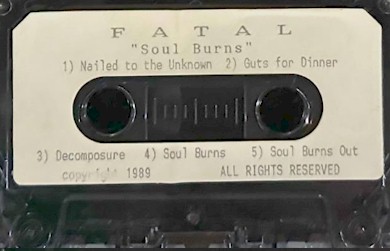 F A T A L
"Soul Burns"
1) Nailed to the Unknown 2) Guts for Dinner
3) Decomposure 4) Soul Burns 5) Soul Burns Out
copyright 1989 ALL RIGHTS RESERVED